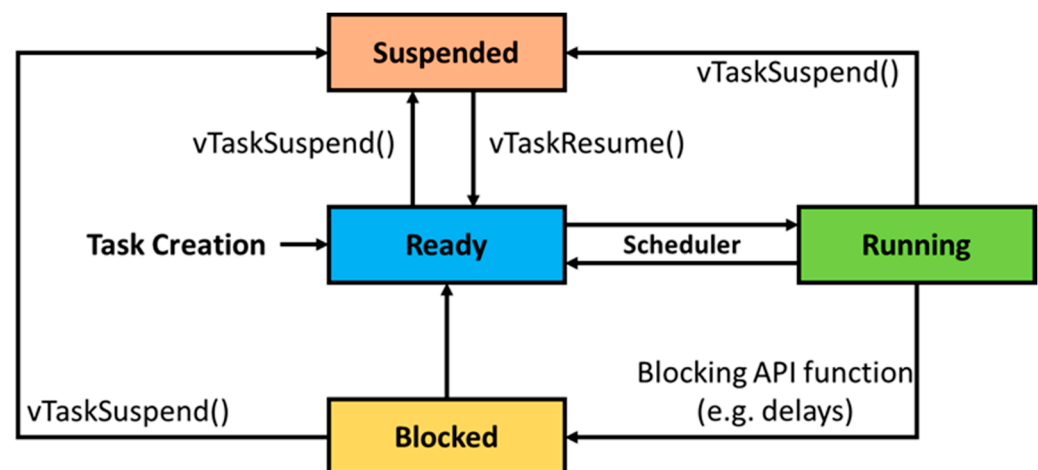 Suspended
vTaskSuspend()
vTaskSuspend()
vTaskResume()
Task Creation
Ready
Scheduler
Running
Blocking API function
(e.g. delays)
vTaskSuspend()
Blocked